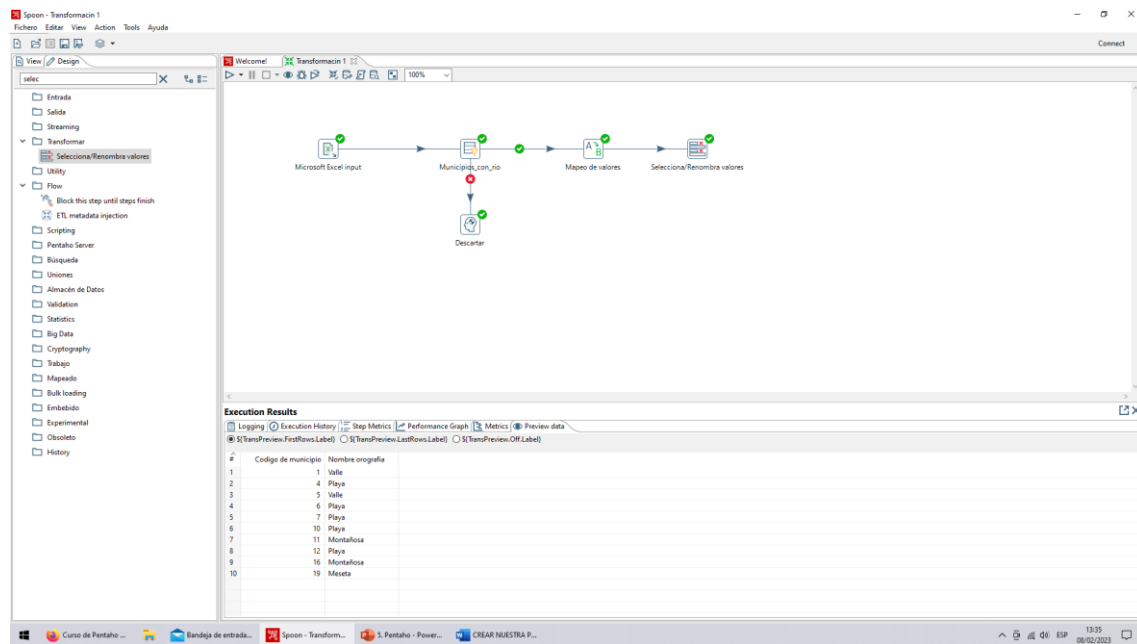 Spoon - Transformacin 1
Fichero Editar View Action Tools Ayuda
Connect
View Design
selec
Entrada
Salida
Streaming
Transformar
Selecciona/Renombra valores
Utility
Flow
Block this step until steps finish
ETL metadata injection
Scripting
Pentaho Server
Búsqueda
Uniones
Almacén de Datos
Validation
Statistics
Big Data
Cryptography
Trabajo
Mapeado
Bulk loading
Embebido
Experimental
Obsoleto
History
Welcome! Transformacin 1
100%
Microsoft Excel input
Municipios_con_rio
Mapeo de valores
Selecciona/Renombra valores
Descartar
Execution Results
Logging Execution History Step Metrics Performance Graph Metrics Preview data
${TransPreview.FirstRows.Label} ${TransPreview.LastRows.Label} ${TransPreview.Off.Label}
# Codigo de municipio Nombre orografia
1 1 Valle
2 4 Playa
3 5 Valle
4 6 Playa
5 7 Playa
6 10 Playa
7 11 Montañosa
8 12 Playa
9 16 Montañosa
10 19 Meseta
Curso de Pentaho ... Bandeja de entrada... Spoon - Transform... 5. Pentaho - Power... CREAR NUESTRA P... ESP 13:35
08/02/2023